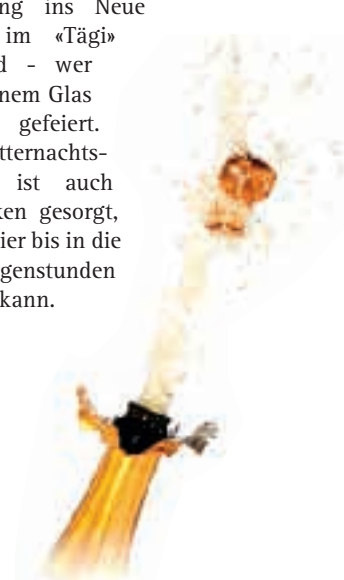 ng ins Neue
im «Tägi»
d - wer
nem Glas
gefeiert.
tternachts-
ist auch
ken gesorgt,
ier bis in die
genstunden
kann.